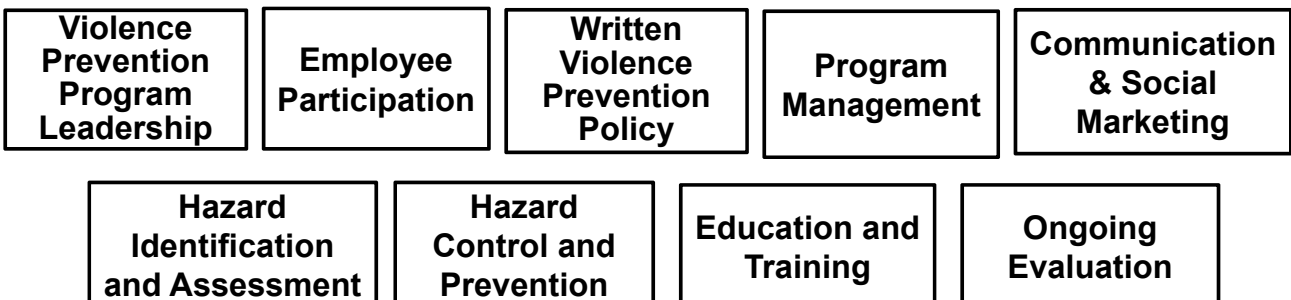 Violence
Prevention
Program
Leadership
Employee
Participation
Written
Violence
Prevention
Policy
Program
Management
Communication
& Social
Marketing
Hazard
Identification
and Assessment
Hazard
Control and
Prevention
Education and
Training
Ongoing
Evaluation